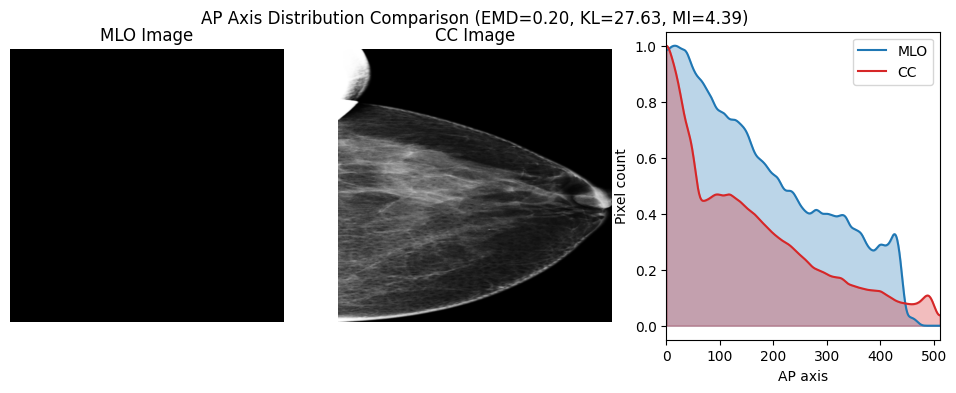 AP Axis Distribution Comparison (EMD=0.20, KL=27.63, MI=4.39)
MLO Image
CC Image
MLO
CC
1.0
0.8
0.6
0.4
0.2
0.0
Pixel count
0 100 200 300 400 500
AP axis